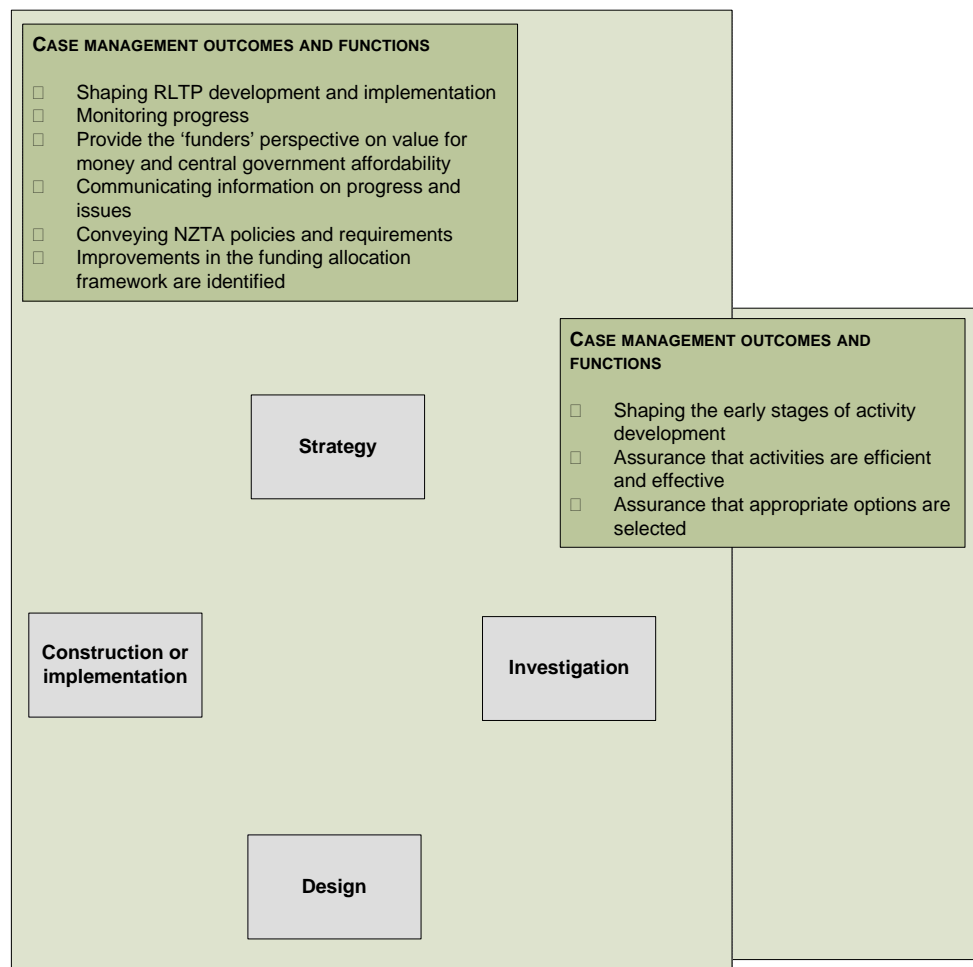 CASE MANAGEMENT OUTCOMES AND FUNCTIONS
□ Shaping RLTP development and implementation
□ Monitoring progress
□ Provide the ‘funders’ perspective on value for
money and central government affordability
□ Communicating information on progress and
issues
□ Conveying NZTA policies and requirements
□ Improvements in the funding allocation
framework are identified
CASE MANAGEMENT OUTCOMES AND
FUNCTIONS
□ Shaping the early stages of activity
development
□ Assurance that activities are efficient
and effective
□ Assurance that appropriate options are
selected
Strategy
Construction or
implementation
Investigation
Design